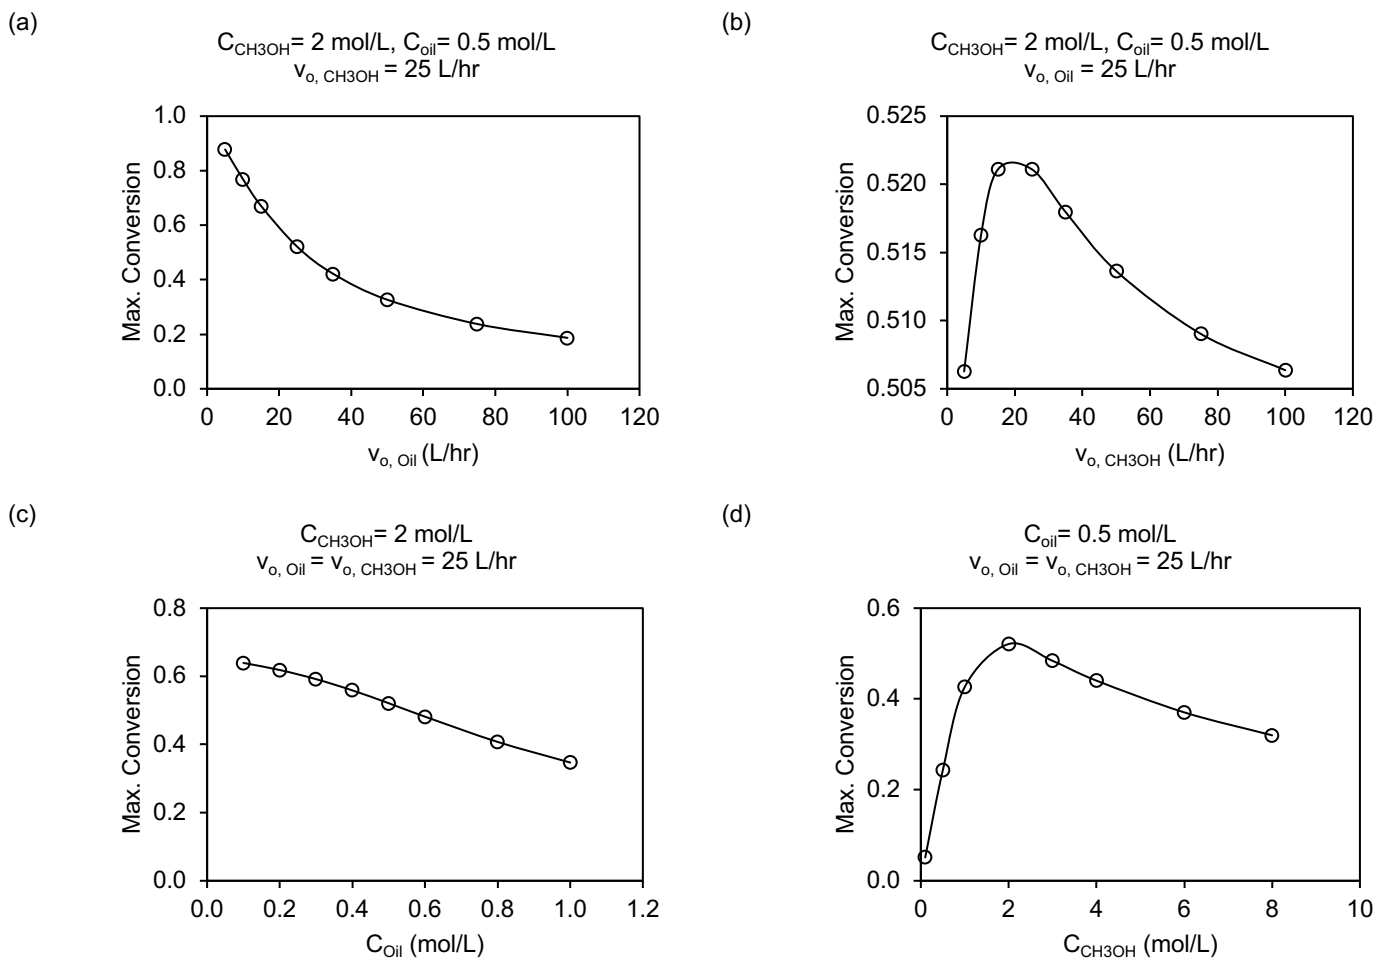 (a)
C_CH3OH= 2 mol/L, C_oil= 0.5 mol/L
v_o, CH3OH = 25 L/hr
1.0
0.8
0.6
0.4
0.2
0.0
Max. Conversion
0 20 40 60 80 100 120
v_o, Oil (L/hr)
(b)
C_CH3OH= 2 mol/L, C_oil= 0.5 mol/L
v_o, Oil = 25 L/hr
0.525
0.520
0.515
0.510
0.505
Max. Conversion
0 20 40 60 80 100 120
v_o, CH3OH (L/hr)
(c)
C_CH3OH= 2 mol/L
v_o, Oil = v_o, CH3OH = 25 L/hr
0.8
0.6
0.4
0.2
0.0
Max. Conversion
0.0 0.2 0.4 0.6 0.8 1.0 1.2
C_Oil (mol/L)
(d)
C_oil= 0.5 mol/L
v_o, Oil = v_o, CH3OH = 25 L/hr
0.6
0.4
0.2
0.0
Max. Conversion
0 2 4 6 8 10
C_CH3OH (mol/L)